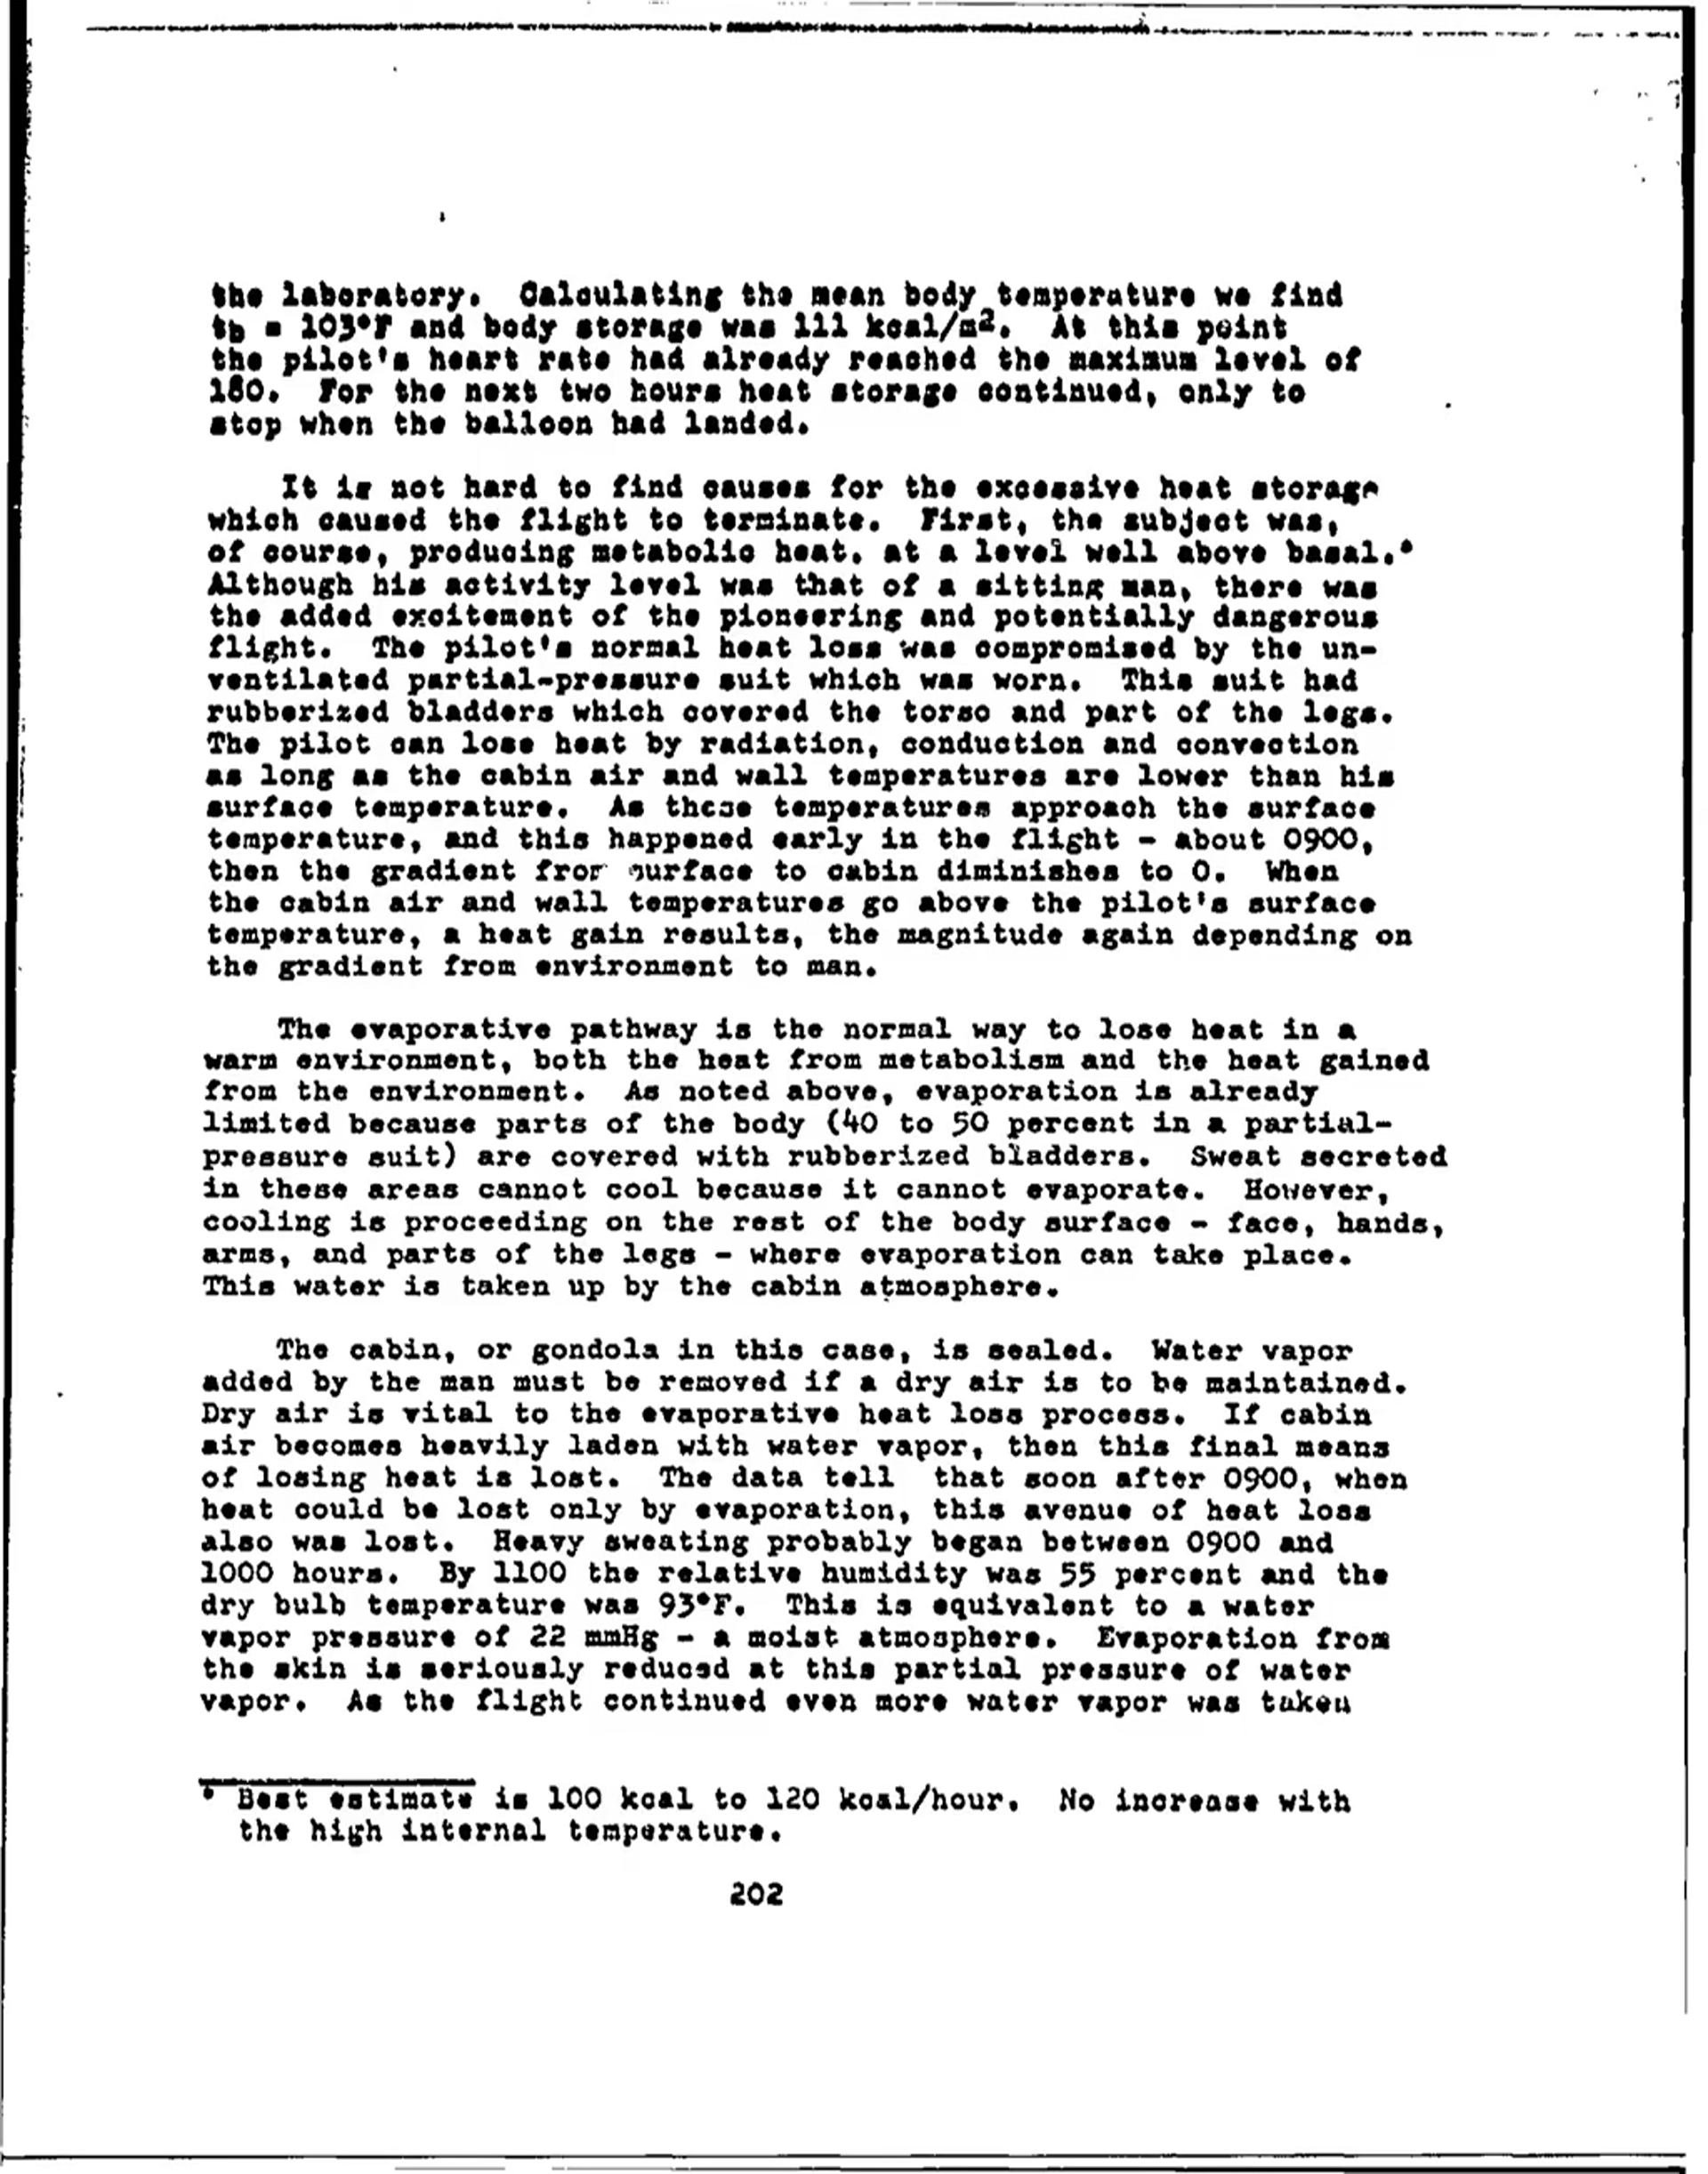 the laboratory. Calculating the mean body temperature we find
tb = 103°F and body storage was 111 kcal/m². At this point
the pilot's heart rate had already reached the maximum level of
180. For the next two hours heat storage continued, only to
stop when the balloon had landed.
It is not hard to find causes for the excessive heat storage
which caused the flight to terminate. First, the subject was,
of course, producing metabolic heat, at a level well above basal.*
Although his activity level was that of a sitting man, there was
the added excitement of the pioneering and potentially dangerous
flight. The pilot's normal heat loss was compromised by the un-
ventilated partial-pressure suit which was worn. This suit had
rubberized bladders which covered the torso and part of the legs.
The pilot can lose heat by radiation, conduction and convection
as long as the cabin air and wall temperatures are lower than his
surface temperature. As these temperatures approach the surface
temperature, and this happened early in the flight - about 0900,
then the gradient from surface to cabin diminishes to 0. When
the cabin air and wall temperatures go above the pilot's surface
temperature, a heat gain results, the magnitude again depending on
the gradient from environment to man.
The evaporative pathway is the normal way to lose heat in a
warm environment, both the heat from metabolism and the heat gained
from the environment. As noted above, evaporation is already
limited because parts of the body (40 to 50 percent in a partial-
pressure suit) are covered with rubberized bladders. Sweat secreted
in these areas cannot cool because it cannot evaporate. However,
cooling is proceeding on the rest of the body surface - face, hands,
arms, and parts of the legs - where evaporation can take place.
This water is taken up by the cabin atmosphere.
The cabin, or gondola in this case, is sealed. Water vapor
added by the man must be removed if a dry air is to be maintained.
Dry air is vital to the evaporative heat loss process. If cabin
air becomes heavily laden with water vapor, then this final means
of losing heat is lost. The data tell that soon after 0900, when
heat could be lost only by evaporation, this avenue of heat loss
also was lost. Heavy sweating probably began between 0900 and
1000 hours. By 1100 the relative humidity was 55 percent and the
dry bulb temperature was 93°F. This is equivalent to a water
vapor pressure of 22 mmHg - a moist atmosphere. Evaporation from
the skin is seriously reduced at this partial pressure of water
vapor. As the flight continued even more water vapor was taken
* Best estimate is 100 kcal to 120 kcal/hour. No increase with
the high internal temperature.
202